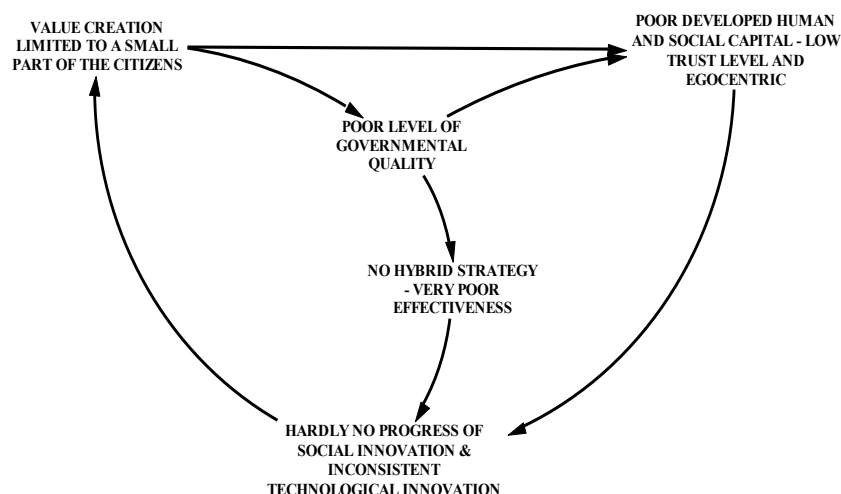 VALUE CREATION
LIMITED TO A SMALL
PART OF THE CITIZENS
POOR DEVELOPED HUMAN
AND SOCIAL CAPITAL - LOW
TRUST LEVEL AND
EGOCENTRIC
POOR LEVEL OF
GOVERNMENTAL
QUALITY
NO HYBRID STRATEGY
- VERY POOR
EFFECTIVENESS
HARDLY NO PROGRESS OF
SOCIAL INNOVATION &
INCONSISTENT
TECHNOLOGICAL INNOVATION